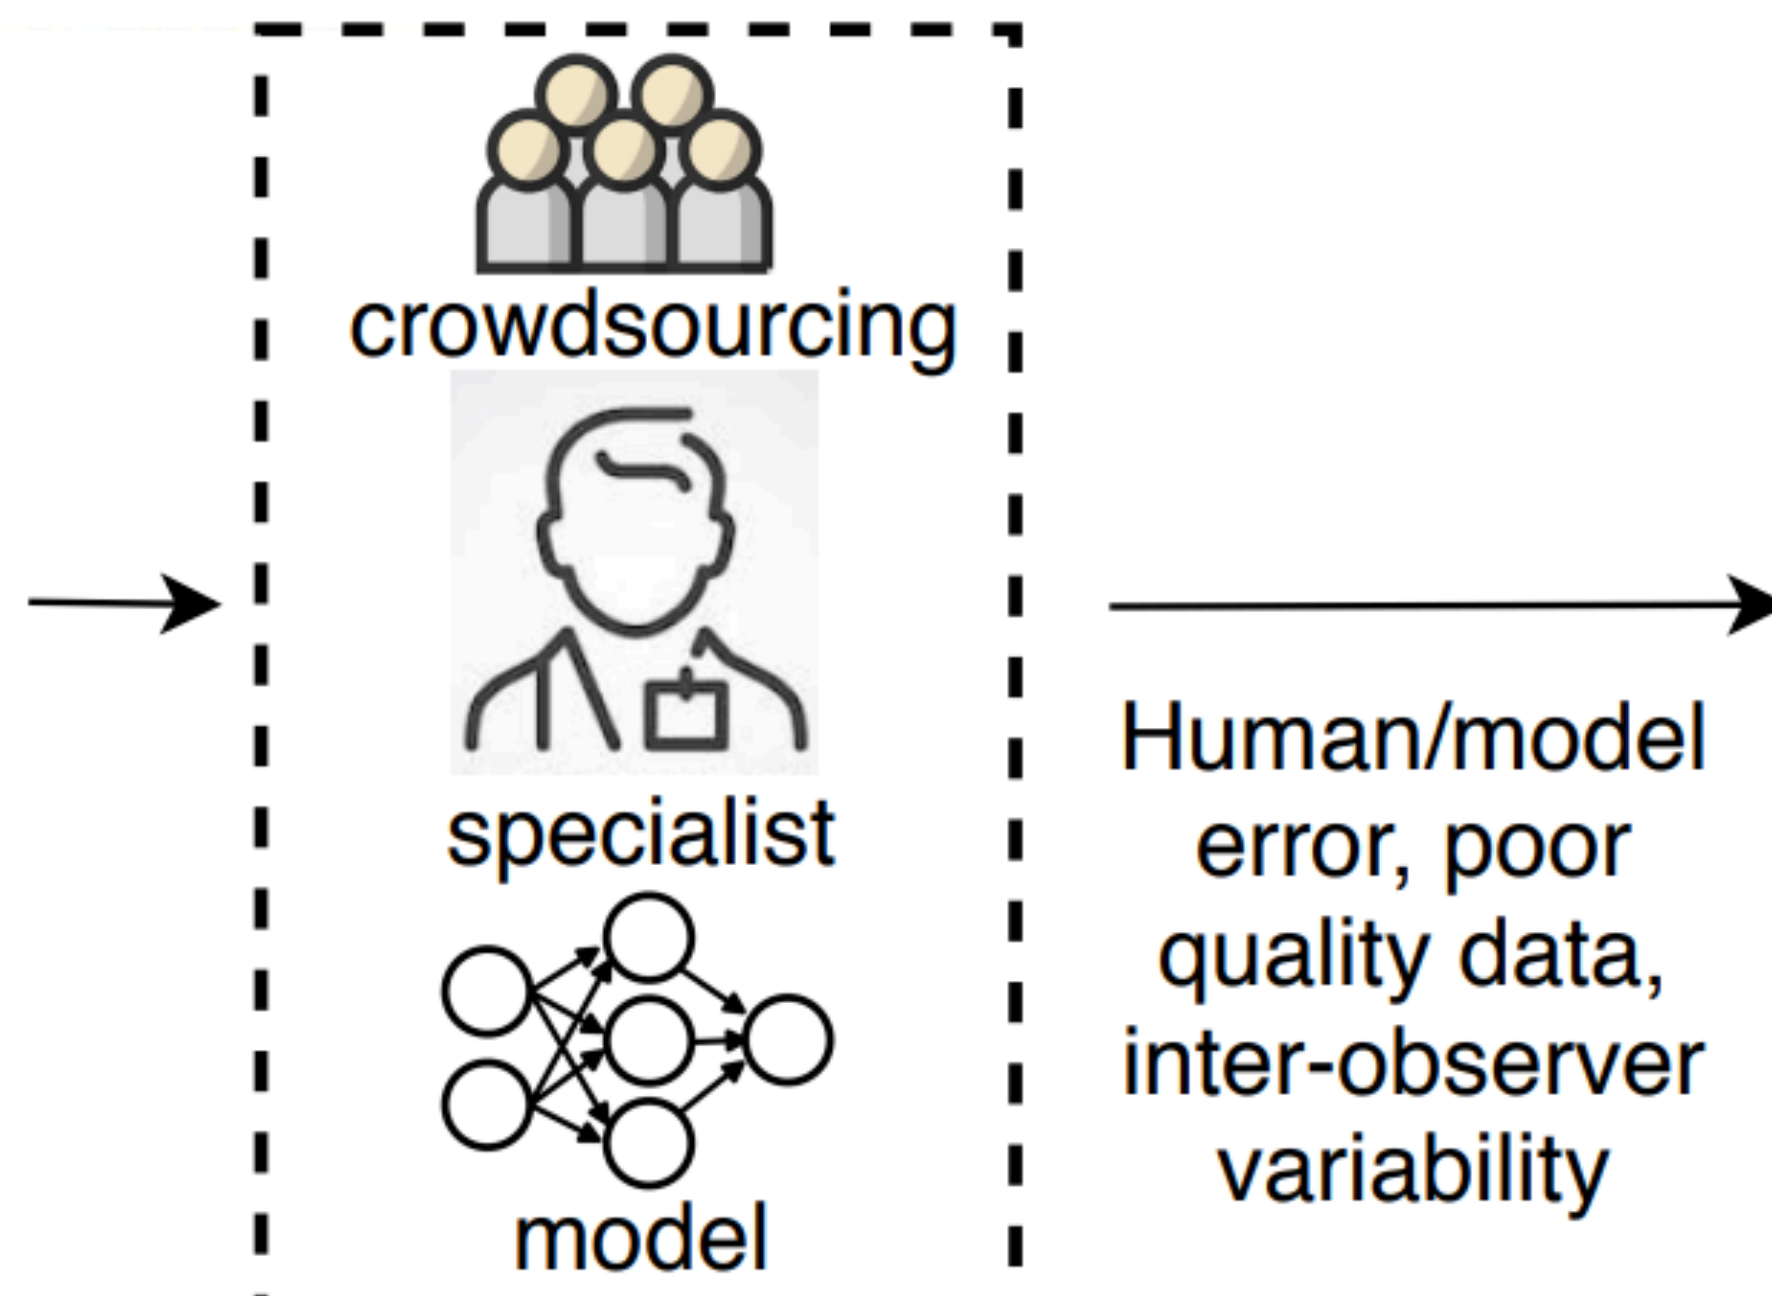 crowdsourcing
specialist
model
Human/model
error, poor
quality data,
inter-observer
variability